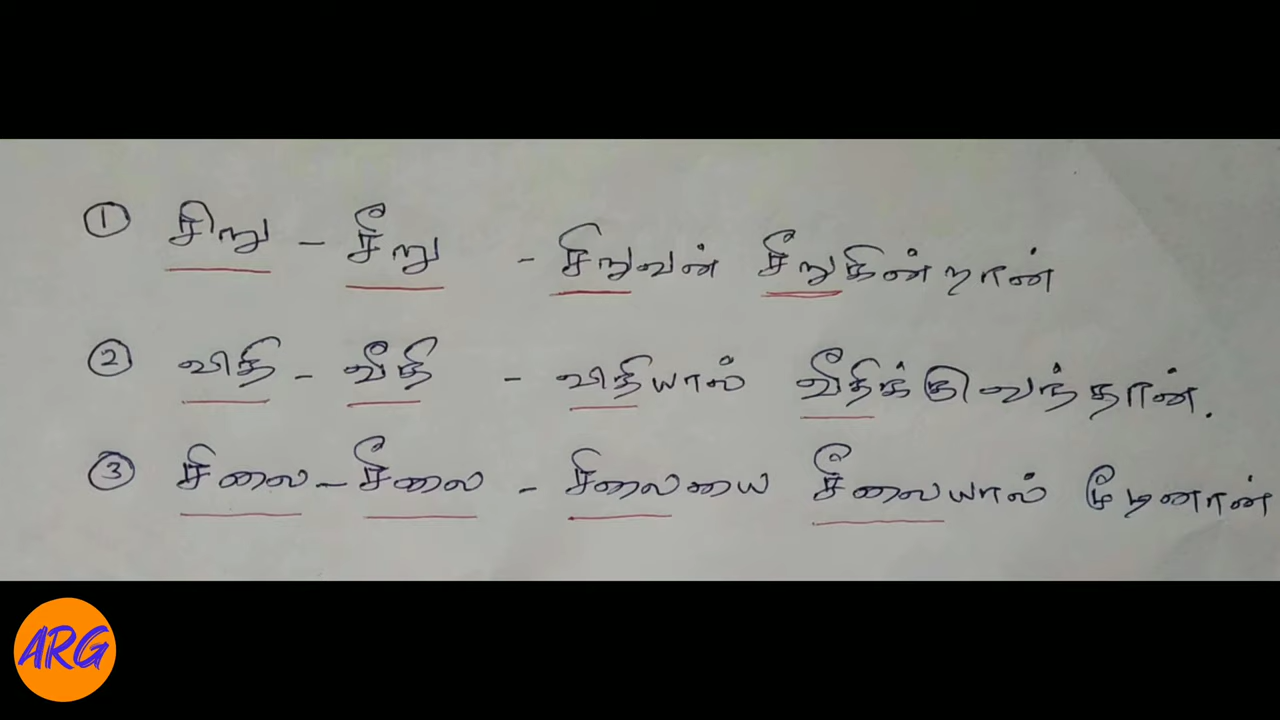 ① சிறு - சீறு - சிறுவன் சீறுகின்றான்
② விதி - வீதி - விதியால் வீதிக்கு வந்தான்.
③ சிலை - சீலை - சிலையை சீலையால் மூடினான்
ARG